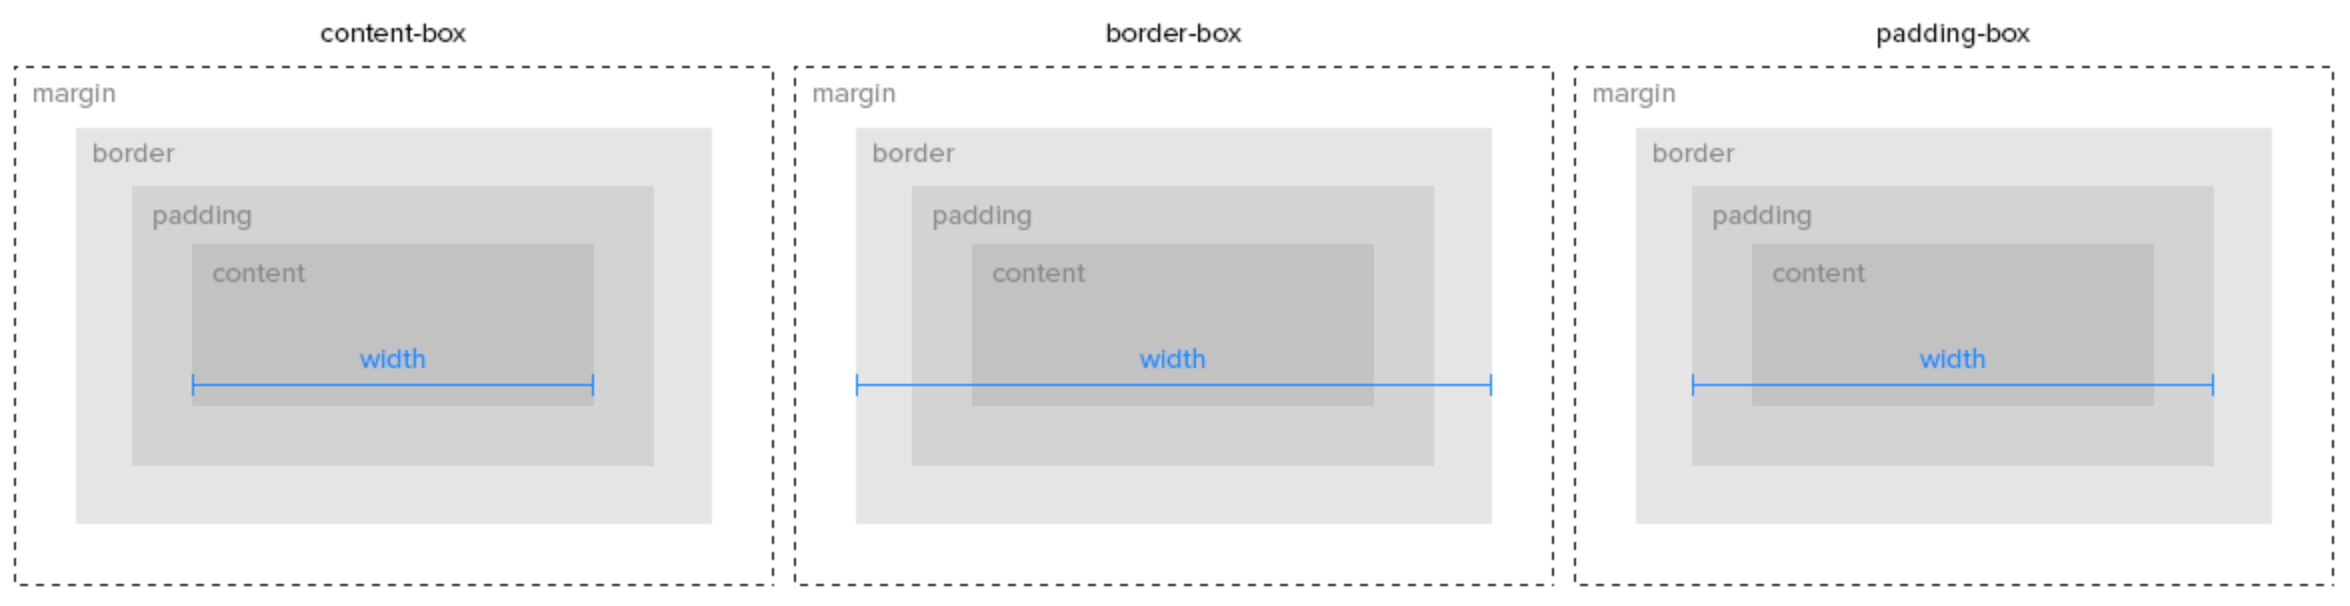 content-box
margin
border
padding
content
width
border-box
margin
border
padding
content
width
padding-box
margin
border
padding
content
width